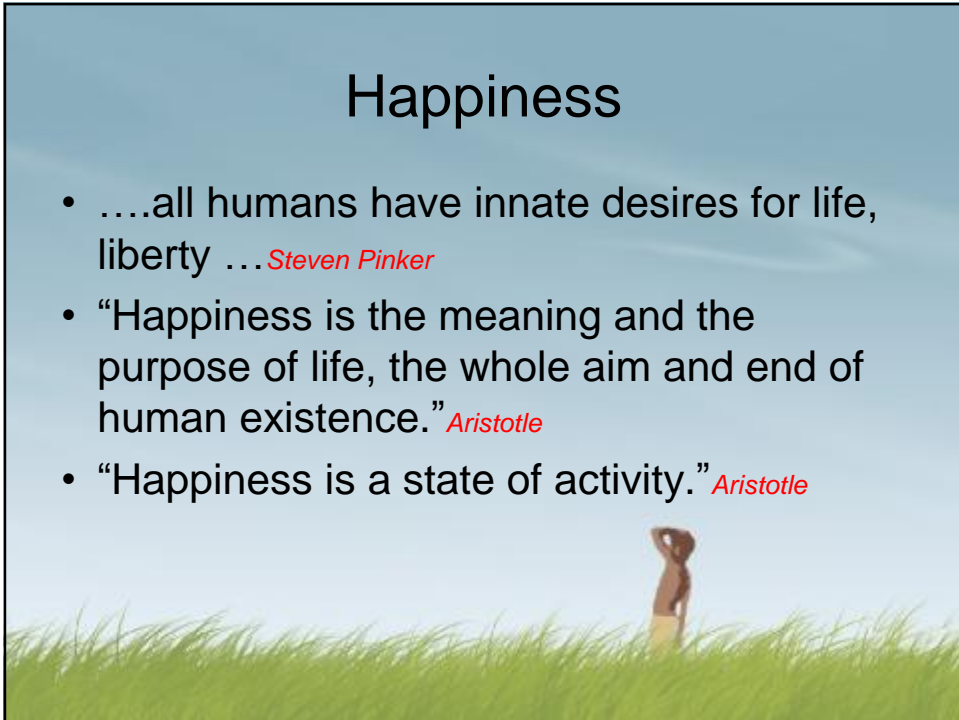 Happiness
• ….all humans have innate desires for life,
liberty …Steven Pinker
• “Happiness is the meaning and the
purpose of life, the whole aim and end of
human existence.”Aristotle
• “Happiness is a state of activity.”Aristotle